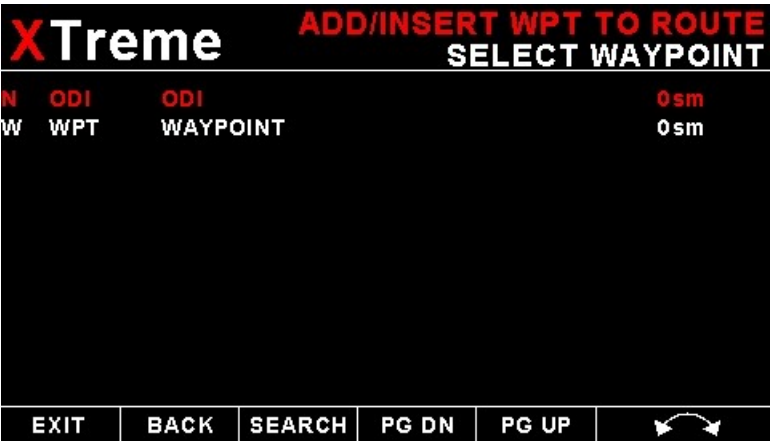 XTreme
ADD/INSERT WPT TO ROUTE
SELECT WAYPOINT
N ODI ODI 0sm
W WPT WAYPOINT 0sm
EXIT BACK SEARCH PG DN PG UP